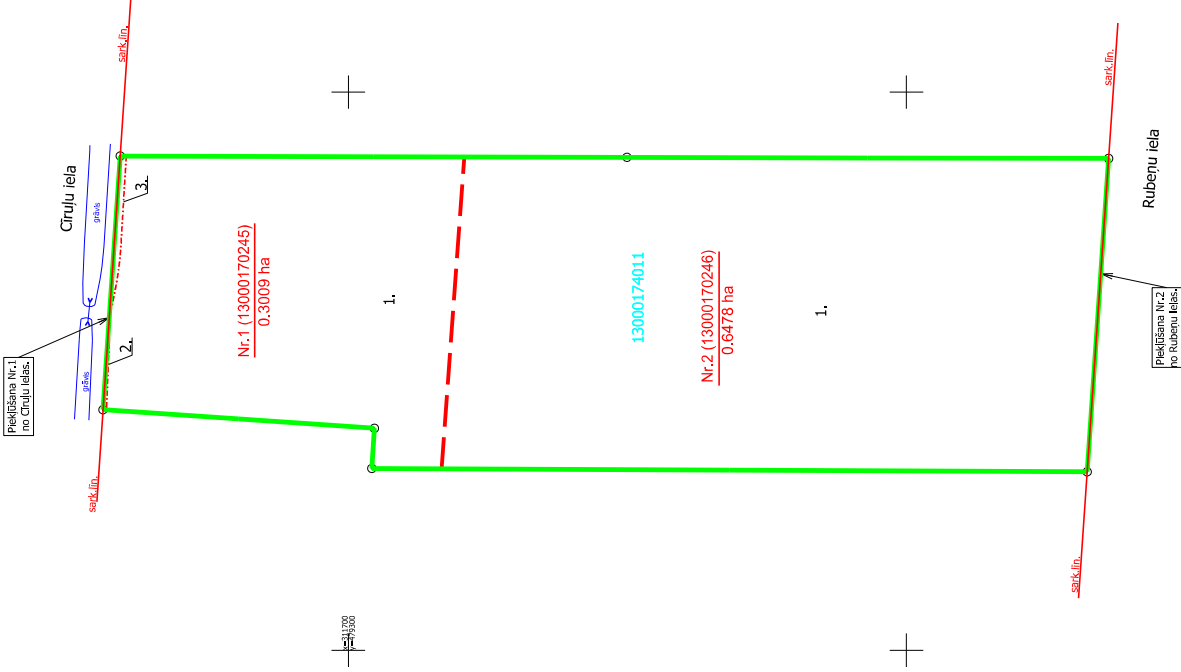 sark.līn.
Cīruļu iela
grāvis
grāvis
3.
2.
Piekļūšana Nr.1
no Cīruļu ielas.
sark.līn.
Nr.1 (13000170245)
0.3009 ha
1.
x=311700
y=479300
13000174011
Nr.2 (13000170246)
0.6478 ha
1.
sark.līn.
Rubeņu iela
Piekļūšana Nr.2
no Rubeņu ielas.
sark.līn.